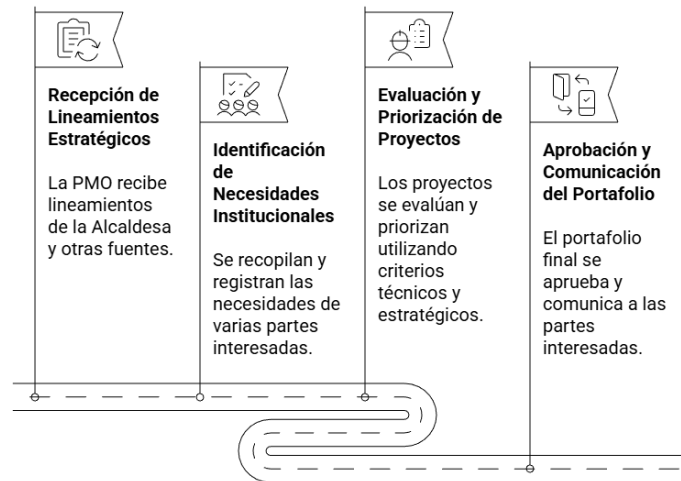 Recepción de
Lineamientos
Estratégicos
La PMO recibe
lineamientos
de la Alcaldesa
y otras fuentes.
Identificación
de
Necesidades
Institucionales
Se recopilan y
registran las
necesidades de
varias partes
interesadas.
Evaluación y
Priorización de
Proyectos
Los proyectos
se evalúan y
priorizan
utilizando
criterios
técnicos y
estratégicos.
Aprobación y
Comunicación
del Portafolio
El portafolio
final se
aprueba y
comunica a las
partes
interesadas.